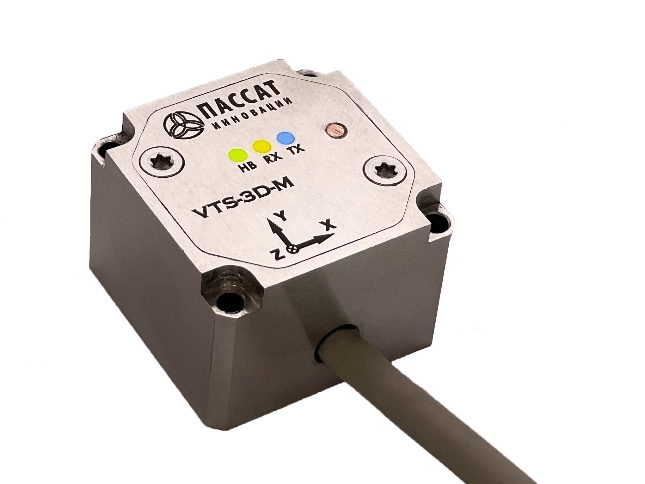 ПАССАТ
ИННОВАЦИИ
HB RX TX
VTS-3D-M
Y
X
Z